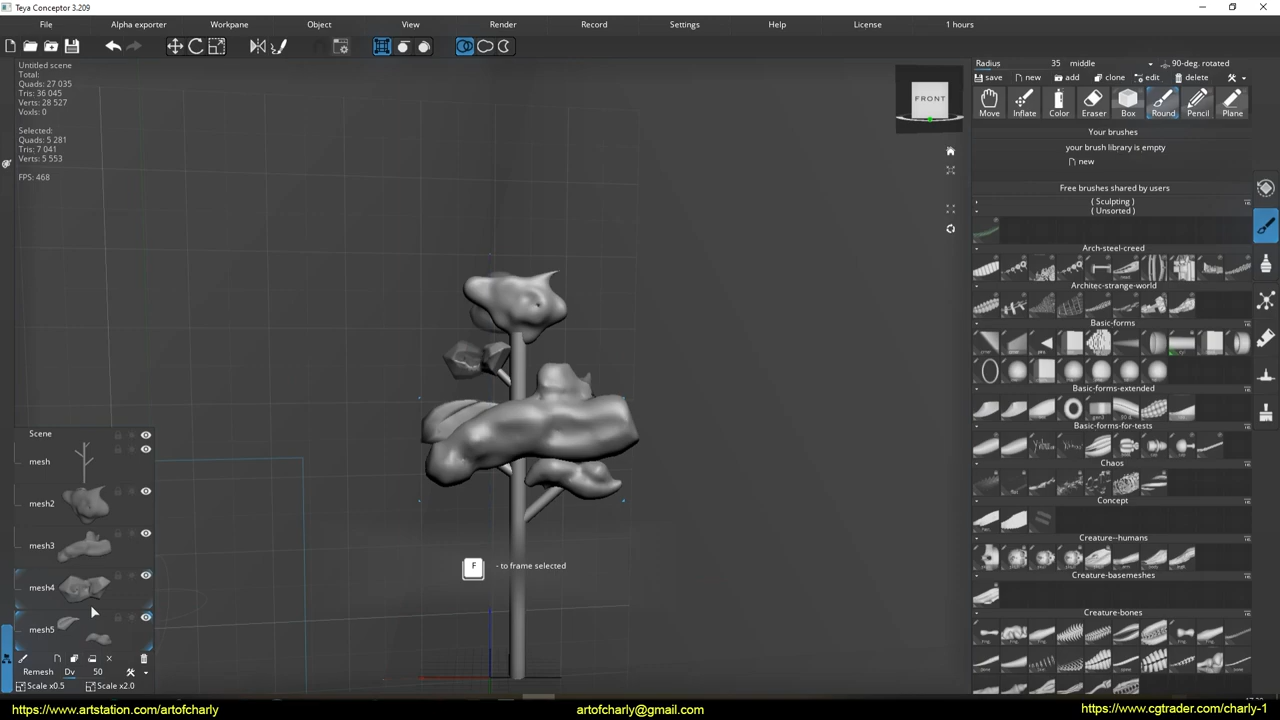 Teya Conceptor 3.209
File Alpha exporter Workpane Object View Render Record Settings Help License 1 hours
Untitled scene
Total:
Quads: 27 035
Tris: 36 045
Verts: 28 527
Voxls: 0
Selected:
Quads: 5 281
Tris: 7 041
Verts: 5 553
FPS: 468
FRONT
Radius 35 middle 90-deg. rotated
save new add clone edit delete
Move Inflate Color Eraser Box Round Pencil Plane
Your brushes
your brush library is empty
new
Free brushes shared by users
( Sculpting )
( Unsorted )
Arch-steel-creed
Architec-strange-world
Basic-forms
Basic-forms-extended
Basic-forms-for-tests
Chaos
Concept
Creature--humans
Creature-basemeshes
Creature-bones
Scene
mesh
mesh2
mesh3
mesh4
mesh5
F - to frame selected
Remesh Dv 50
Scale x0.5 Scale x2.0
https://www.artstation.com/artofcharly artofcharly@gmail.com https://www.cgtrader.com/charly-1